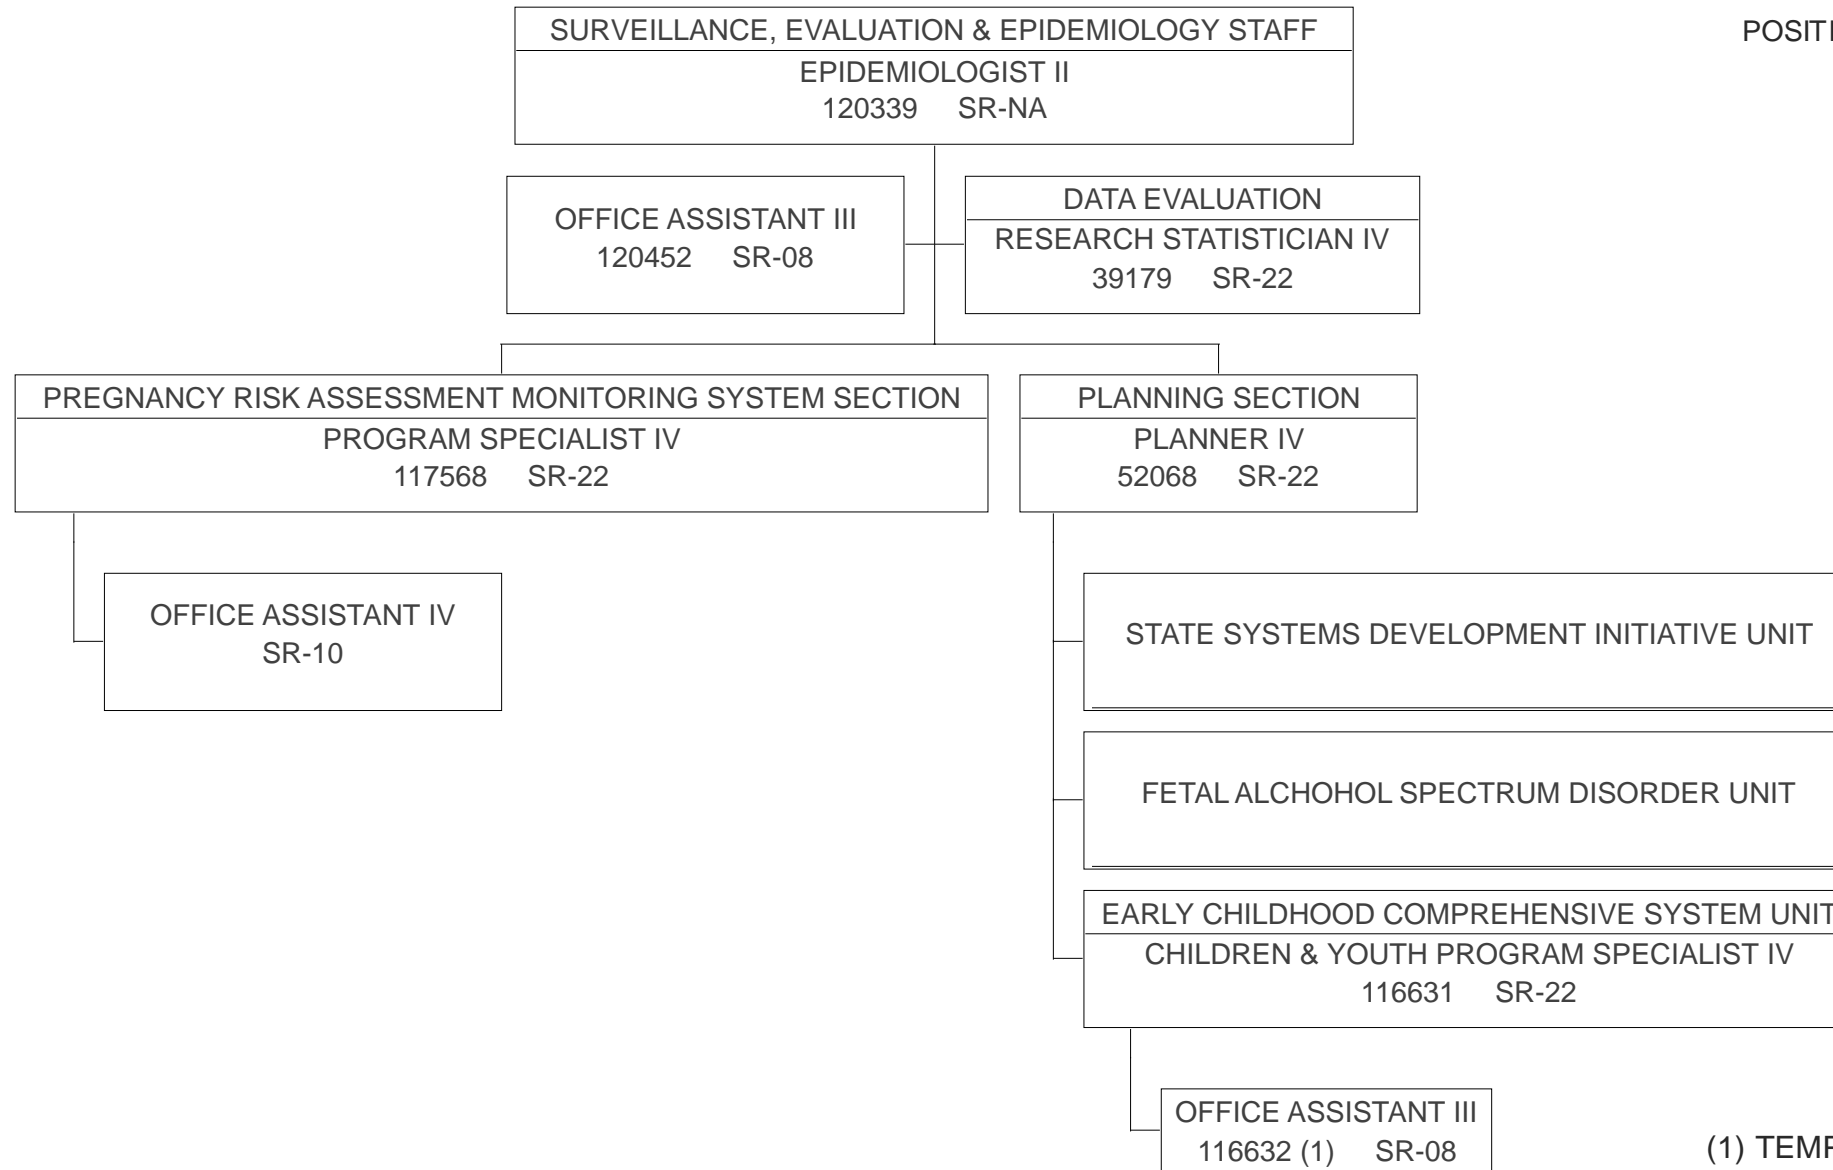 SURVEILLANCE, EVALUATION & EPIDEMIOLOGY STAFF
EPIDEMIOLOGIST II
120339 SR-NA
OFFICE ASSISTANT III
120452 SR-08
DATA EVALUATION
RESEARCH STATISTICIAN IV
39179 SR-22
PREGNANCY RISK ASSESSMENT MONITORING SYSTEM SECTION
PROGRAM SPECIALIST IV
117568 SR-22
PLANNING SECTION
PLANNER IV
52068 SR-22
OFFICE ASSISTANT IV
SR-10
STATE SYSTEMS DEVELOPMENT INITIATIVE UNIT
FETAL ALCHOHOL SPECTRUM DISORDER UNIT
EARLY CHILDHOOD COMPREHENSIVE SYSTEM UNIT
CHILDREN & YOUTH PROGRAM SPECIALIST IV
116631 SR-22
OFFICE ASSISTANT III
116632 (1) SR-08
(1)